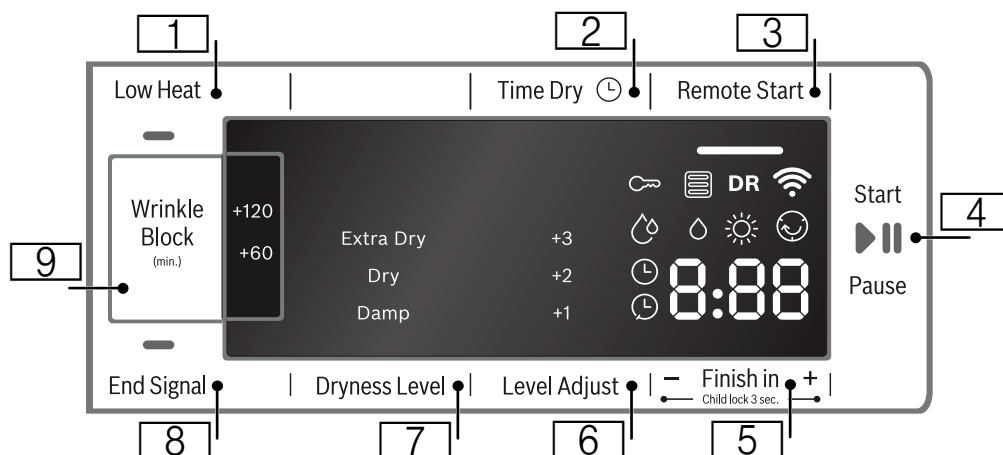 1
2
3
Low Heat
Time Dry
Remote Start
DR
Start
4
Wrinkle
Block
(min.)
+120
+60
9
Extra Dry +3
Dry +2
Damp +1
8:88
Pause
End Signal
Dryness Level
Level Adjust
− Finish in +
Child lock 3 sec.
8
7
6
5